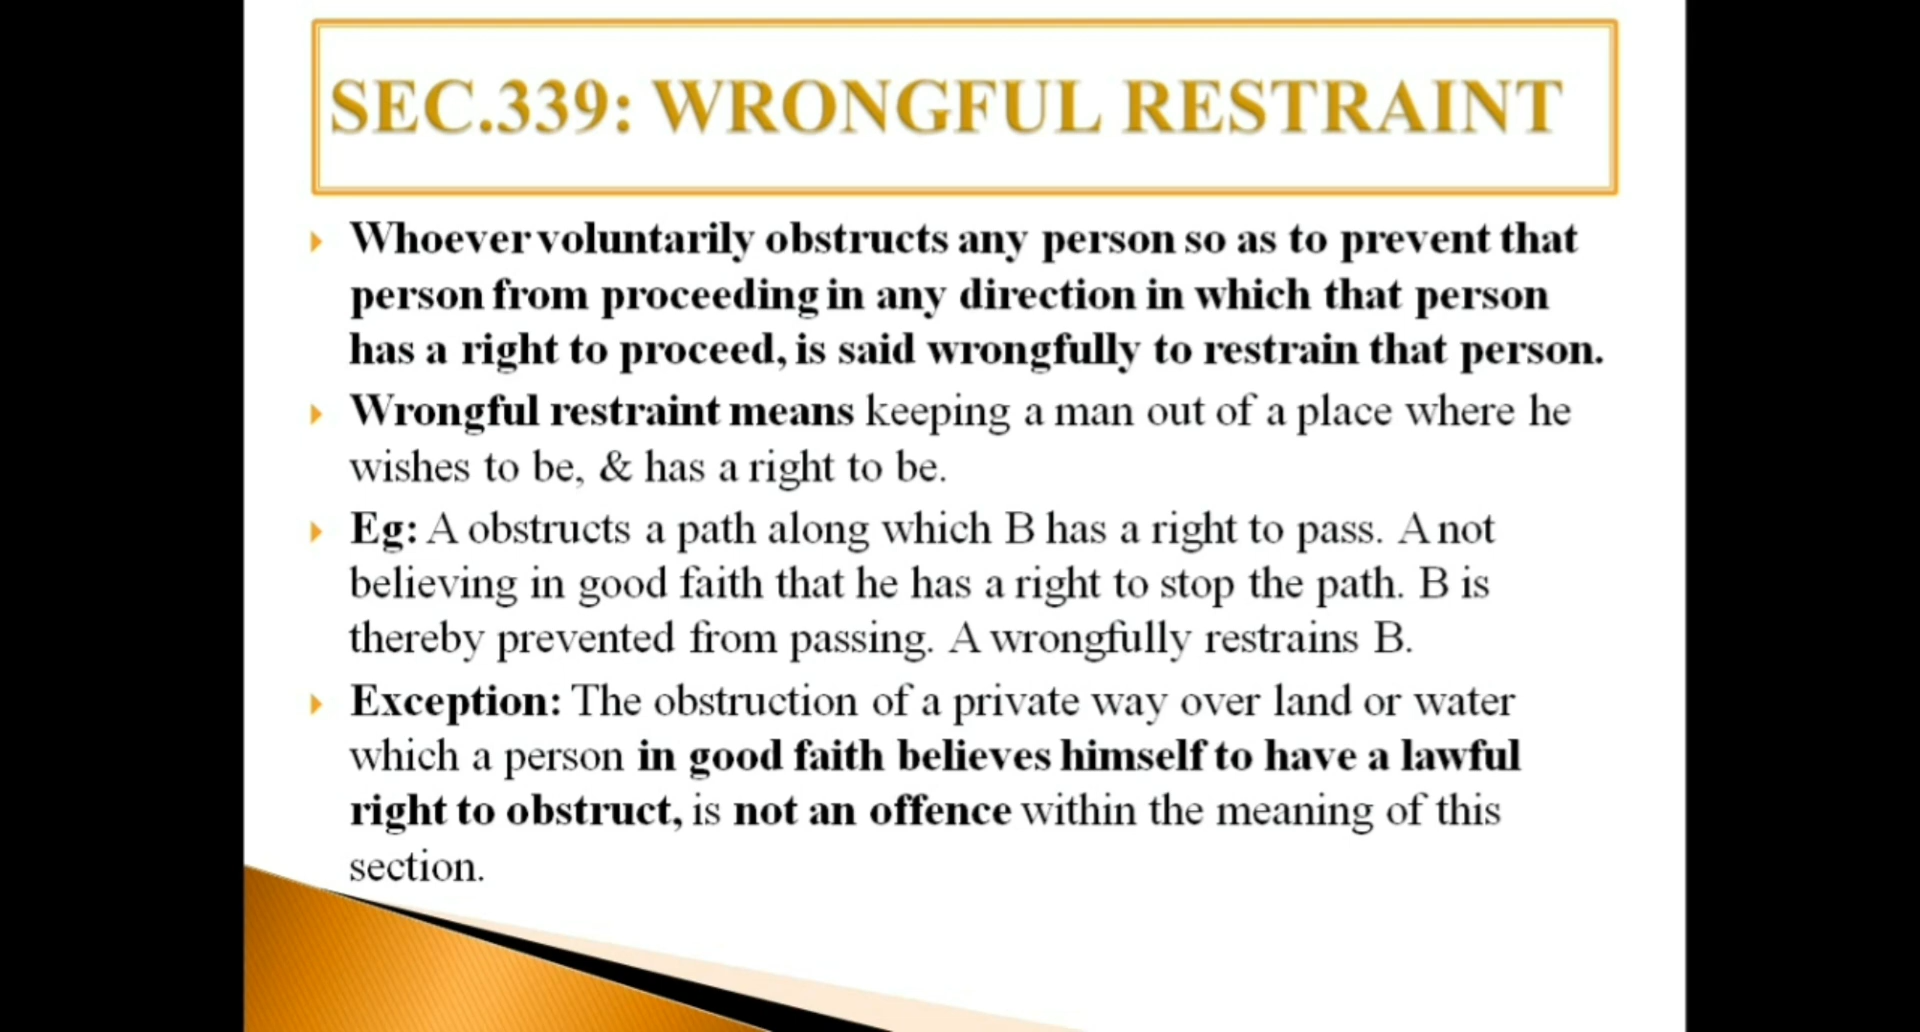 SEC.339: WRONGFUL RESTRAINT
Whoever voluntarily obstructs any person so as to prevent that
person from proceeding in any direction in which that person
has a right to proceed, is said wrongfully to restrain that person.
Wrongful restraint means keeping a man out of a place where he
wishes to be, & has a right to be.
Eg: A obstructs a path along which B has a right to pass. A not
believing in good faith that he has a right to stop the path. B is
thereby prevented from passing. A wrongfully restrains B.
Exception: The obstruction of a private way over land or water
which a person in good faith believes himself to have a lawful
right to obstruct, is not an offence within the meaning of this
section.